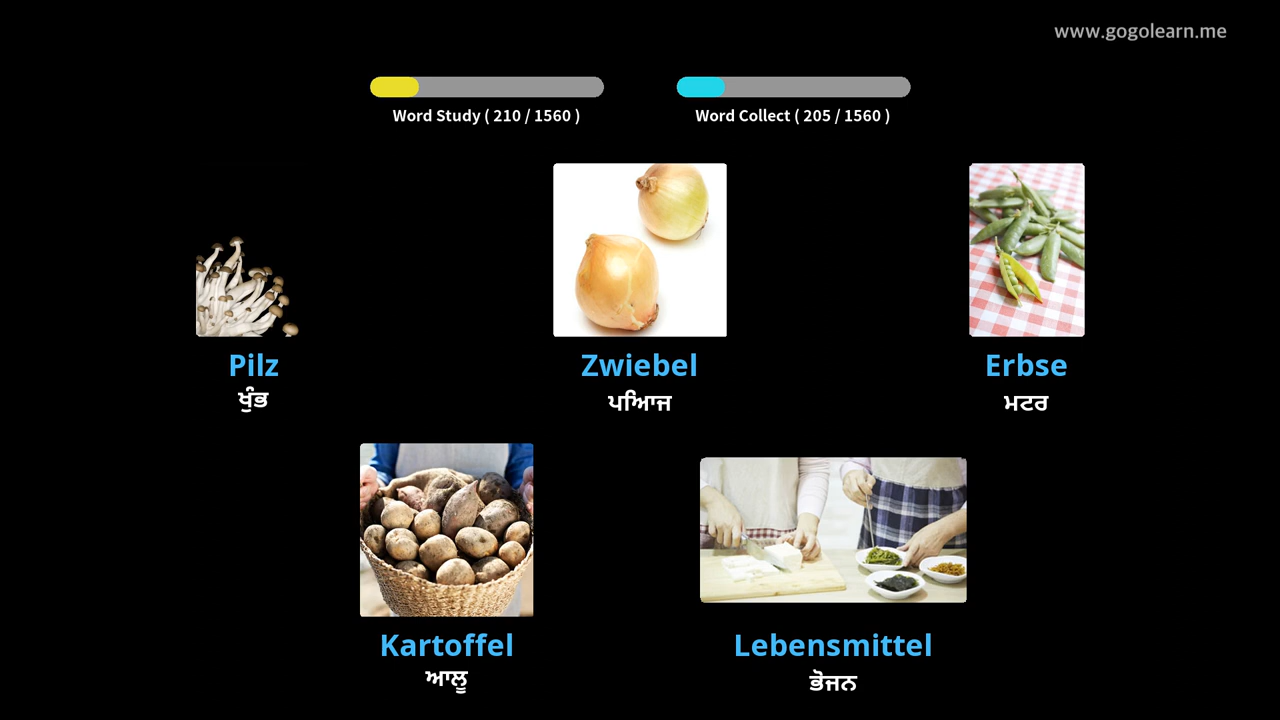 www.gogolearn.me
Word Study ( 210 / 1560 )
Word Collect ( 205 / 1560 )
Pilz
ਖੁੰਭ
Zwiebel
ਪਿਆਜ
Erbse
ਮਟਰ
Kartoffel
ਆਲੂ
Lebensmittel
ਭੋਜਨ